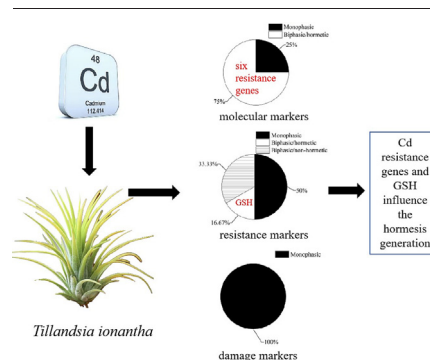 48
Cd
Cadmium
112.414
Tillandsia ionantha
Monophasic
Biphasic/hormetic
25%
six
resistance
genes
75%
molecular markers
Monophasic
Biphasic/hormetic
Biphasic/non-hormetic
33.33%
50%
GSH
16.67%
resistance markers
Monophasic
100%
damage markers
Cd
resistance
genes and
GSH
influence
the
hormesis
generation